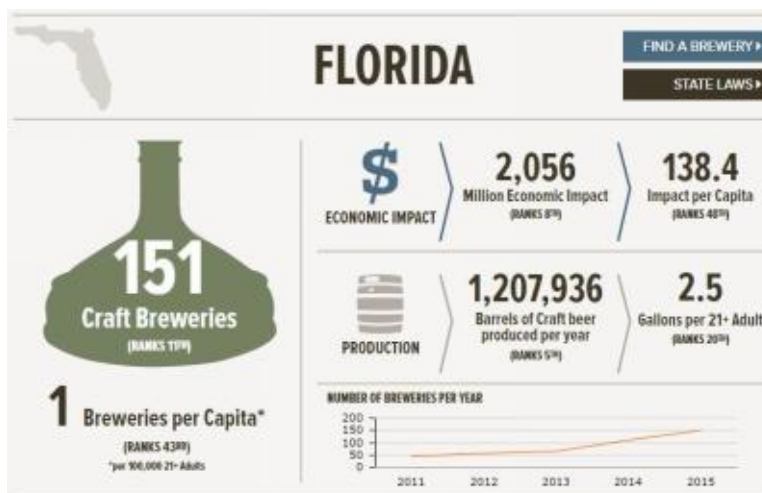 FLORIDA
FIND A BREWERY
STATE LAWS
151
Craft Breweries
(RANKS 11TH)
1 Breweries per Capita*
(RANKS 43RD)
*per 100,000 21+ Adults
$
ECONOMIC IMPACT
2,056
Million Economic Impact
(RANKS 8TH)
138.4
Impact per Capita
(RANKS 48TH)
PRODUCTION
1,207,936
Barrels of Craft beer
produced per year
(RANKS 5TH)
2.5
Gallons per 21+ Adult
(RANKS 20TH)
NUMBER OF BREWERIES PER YEAR
200
150
100
50
0
2011 2012 2013 2014 2015